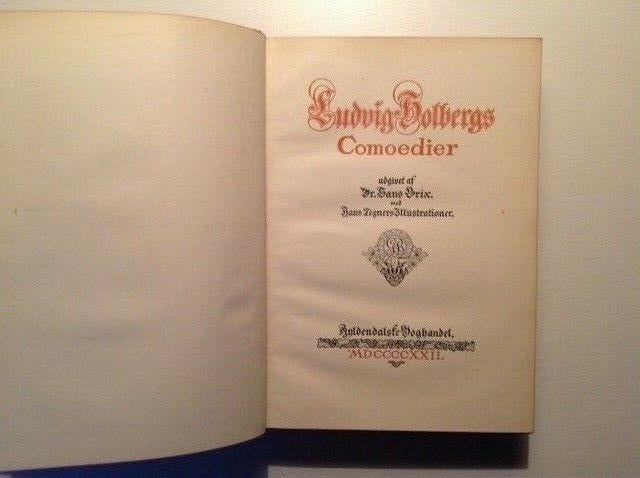 Ludvig Holbergs
Comoedier
udgivet af
Dr. Hans Brix.
med
Hans Tegners Illustrationer.
Gyldendalske Boghandel.
MDCCCCXXII.